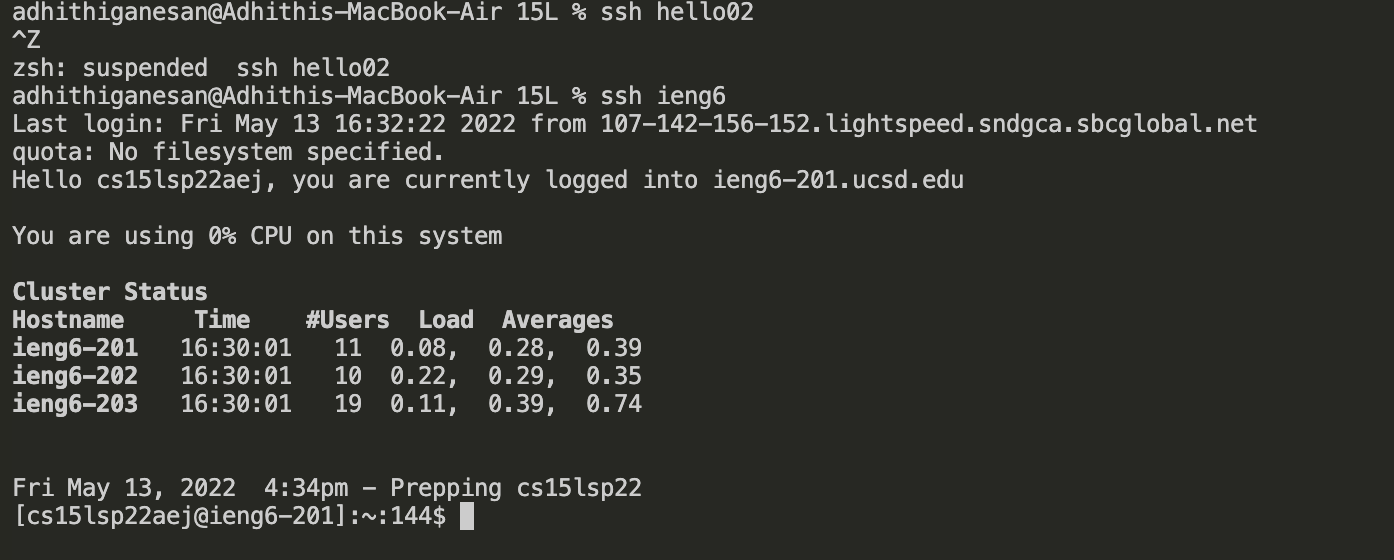 adhithiganesan@Adhithis-MacBook-Air 15L % ssh hello02
^Z
zsh: suspended  ssh hello02
adhithiganesan@Adhithis-MacBook-Air 15L % ssh ieng6
Last login: Fri May 13 16:32:22 2022 from 107-142-156-152.lightspeed.sndgca.sbcglobal.net
quota: No filesystem specified.
Hello cs15lsp22aej, you are currently logged into ieng6-201.ucsd.edu
You are using 0% CPU on this system
Cluster Status
Hostname     Time    #Users  Load  Averages
ieng6-201   16:30:01   11  0.08,  0.28,  0.39
ieng6-202   16:30:01   10  0.22,  0.29,  0.35
ieng6-203   16:30:01   19  0.11,  0.39,  0.74
Fri May 13, 2022  4:34pm - Prepping cs15lsp22
[cs15lsp22aej@ieng6-201]:~:144$